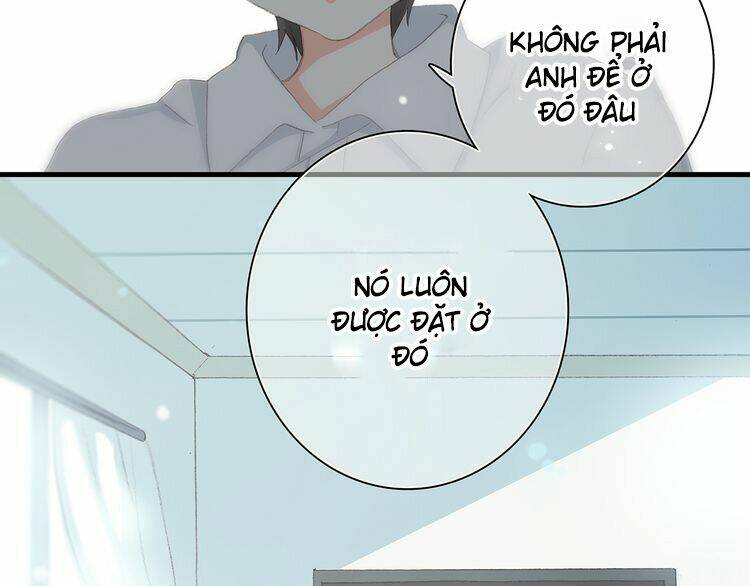 KHÔNG PHẢI
ANH ĐỂ Ở
ĐÓ ĐÂU
NÓ LUÔN
ĐƯỢC ĐẶT Ở
ĐÓ